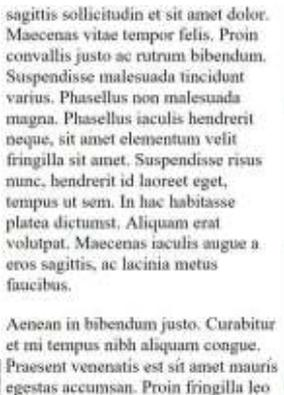 sagittis sollicitudin et sit amet dolor.
Maecenas vitae tempor felis. Proin
convallis justo ac rutrum bibendum.
Suspendisse malesuada tincidunt
varius. Phasellus non malesuada
magna. Phasellus iaculis hendrerit
neque, sit amet elementum velit
fringilla sit amet. Suspendisse risus
nunc, hendrerit id laoreet eget,
tempus ut sem. In hac habitasse
platea dictumst. Aliquam erat
volutpat. Maecenas iaculis augue a
eros sagittis, ac lacinia metus
faucibus.

Aenean in bibendum justo. Curabitur
et mi tempus nibh aliquam congue.
Praesent venenatis est sit amet mauris
egestas accumsan. Proin fringilla leo